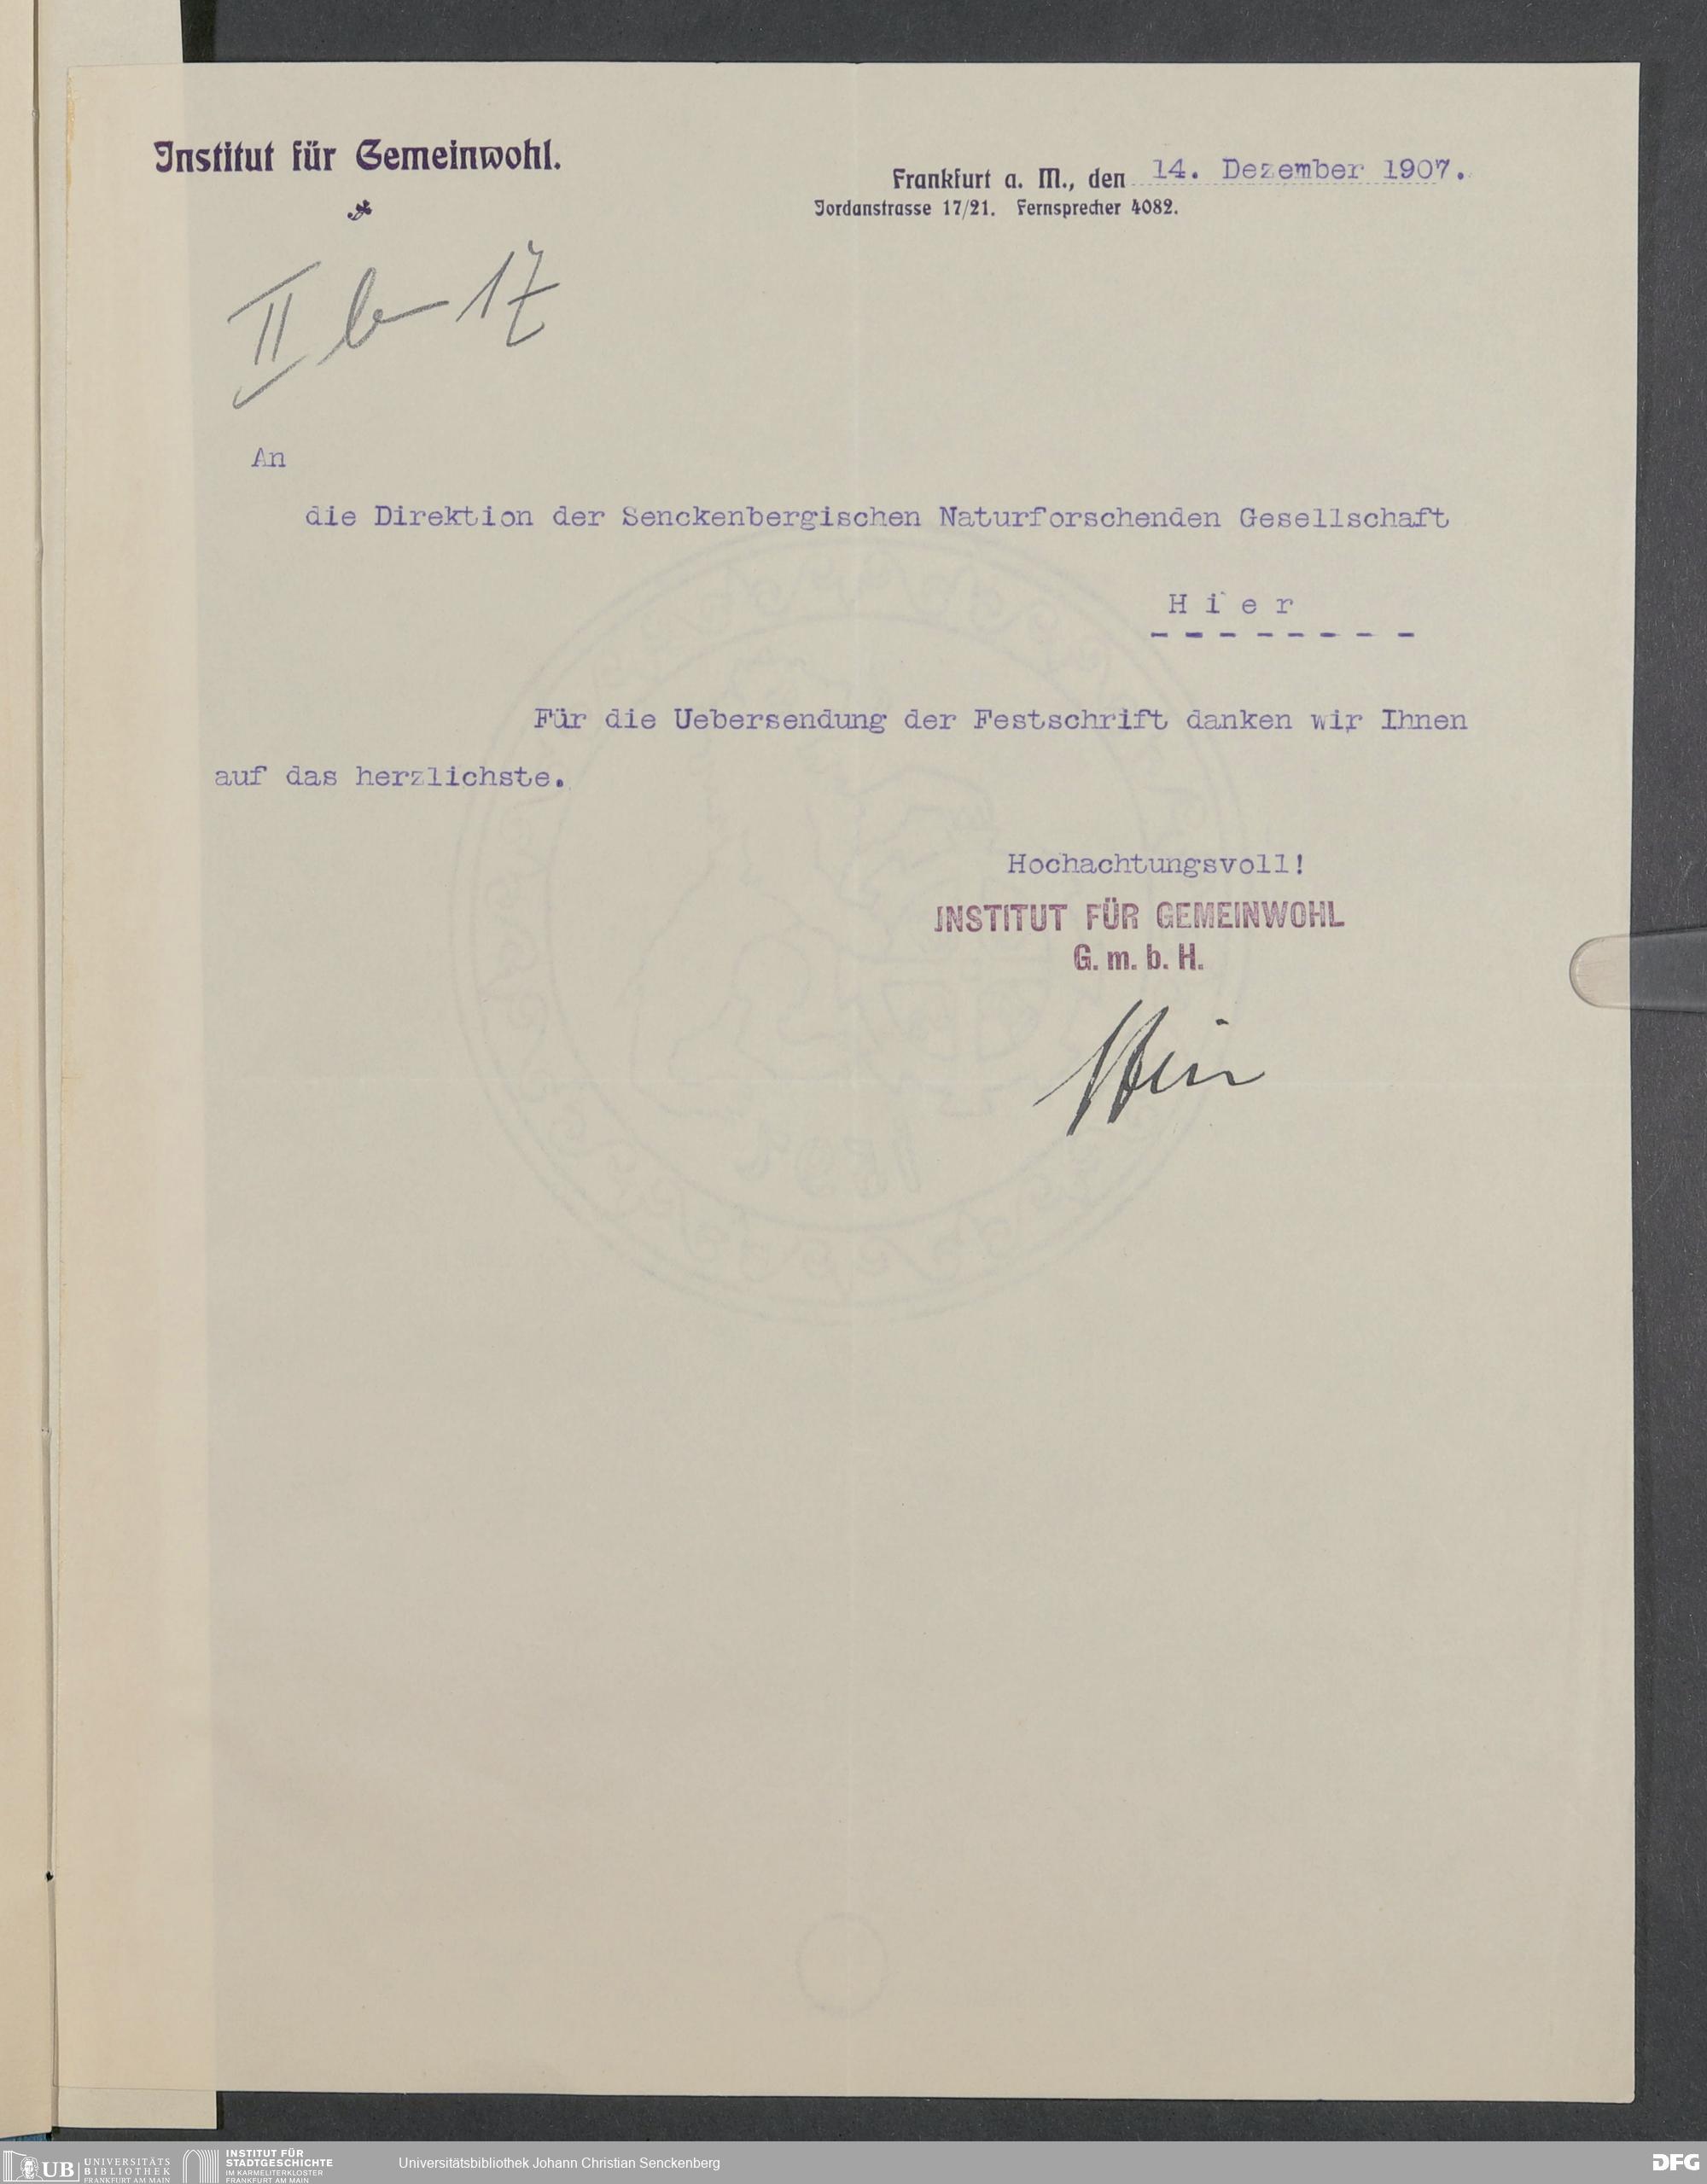 Institut für Gemeinwohl.
Frankfurt a. M., den 14. Dezember 1907.
Jordanstrasse 17/21. Fernsprecher 4082.
II b 17
An
die Direktion der Senckenbergischen Naturforschenden Gesellschaft
H i e r
- - - - - - - -
Für die Uebersendung der Festschrift danken wir Ihnen
auf das herzlichste.
Hochachtungsvoll!
INSTITUT FÜR GEMEINWOHL
G. m. b. H.
Stein
UB
UNIVERSITÄTS
BIBLIOTHEK
FRANKFURT AM MAIN
INSTITUT FÜR
STADTGESCHICHTE
IM KARMELITERKLOSTER
FRANKFURT AM MAIN
Universitätsbibliothek Johann Christian Senckenberg
DFG